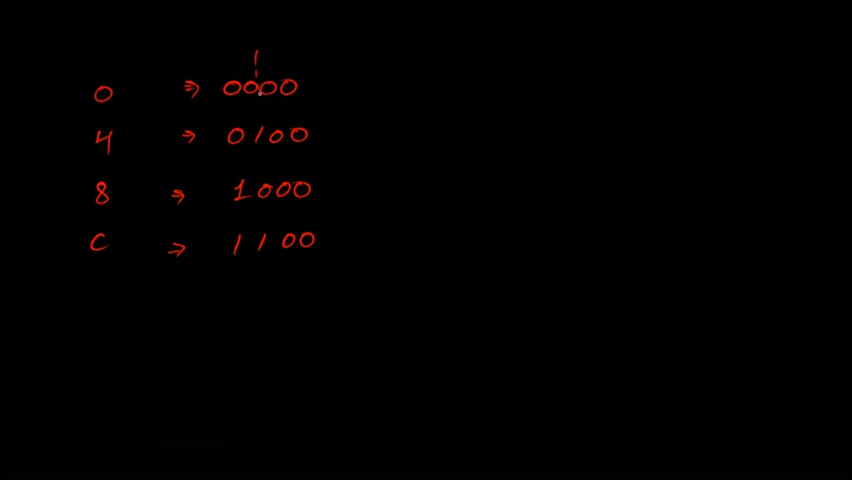 0 ⇒ 0000
4 → 0100
8 → 1000
C → 1100